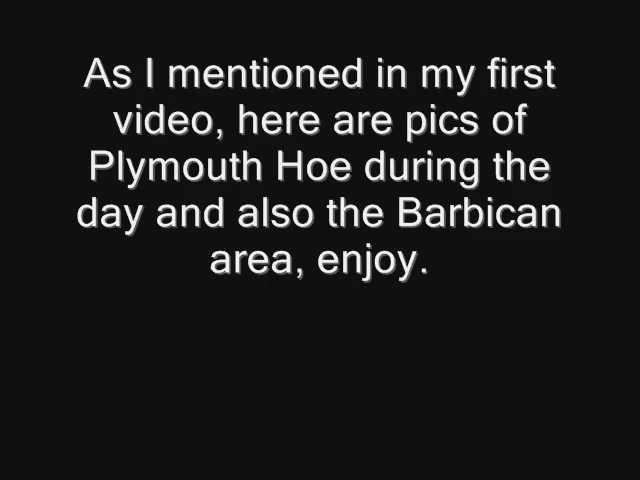 As I mentioned in my first
video, here are pics of
Plymouth Hoe during the
day and also the Barbican
area, enjoy.